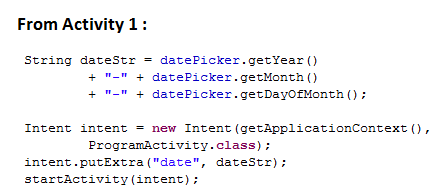 From Activity 1 :
String dateStr = datePicker.getYear()
+ "-" + datePicker.getMonth()
+ "-" + datePicker.getDayOfMonth();
Intent intent = new Intent(getApplicationContext(),
ProgramActivity.class);
intent.putExtra("date", dateStr);
startActivity(intent);